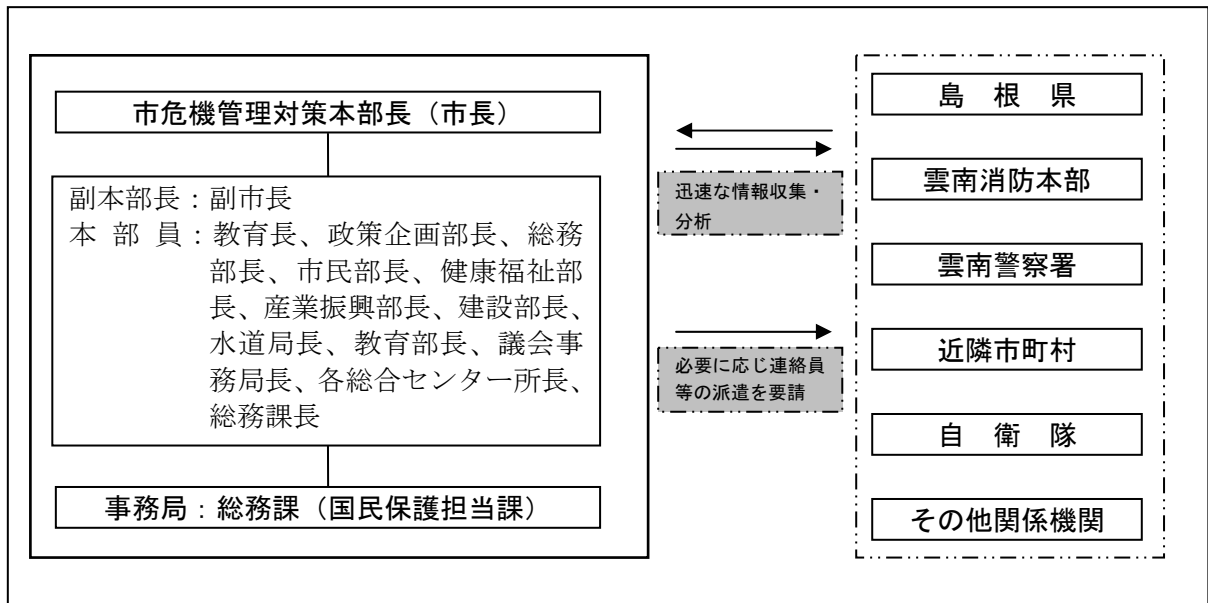 市危機管理対策本部長（市長）
副本部長：副市長
本 部 員：教育長、政策企画部長、総務
部長、市民部長、健康福祉部
長、産業振興部長、建設部長、
水道局長、教育部長、議会事
務局長、各総合センター所長、
総務課長
事務局：総務課（国民保護担当課）
迅速な情報収集・
分析
必要に応じ連絡員
等の派遣を要請
島　根　県
雲南消防本部
雲南警察署
近隣市町村
自　衛　隊
その他関係機関